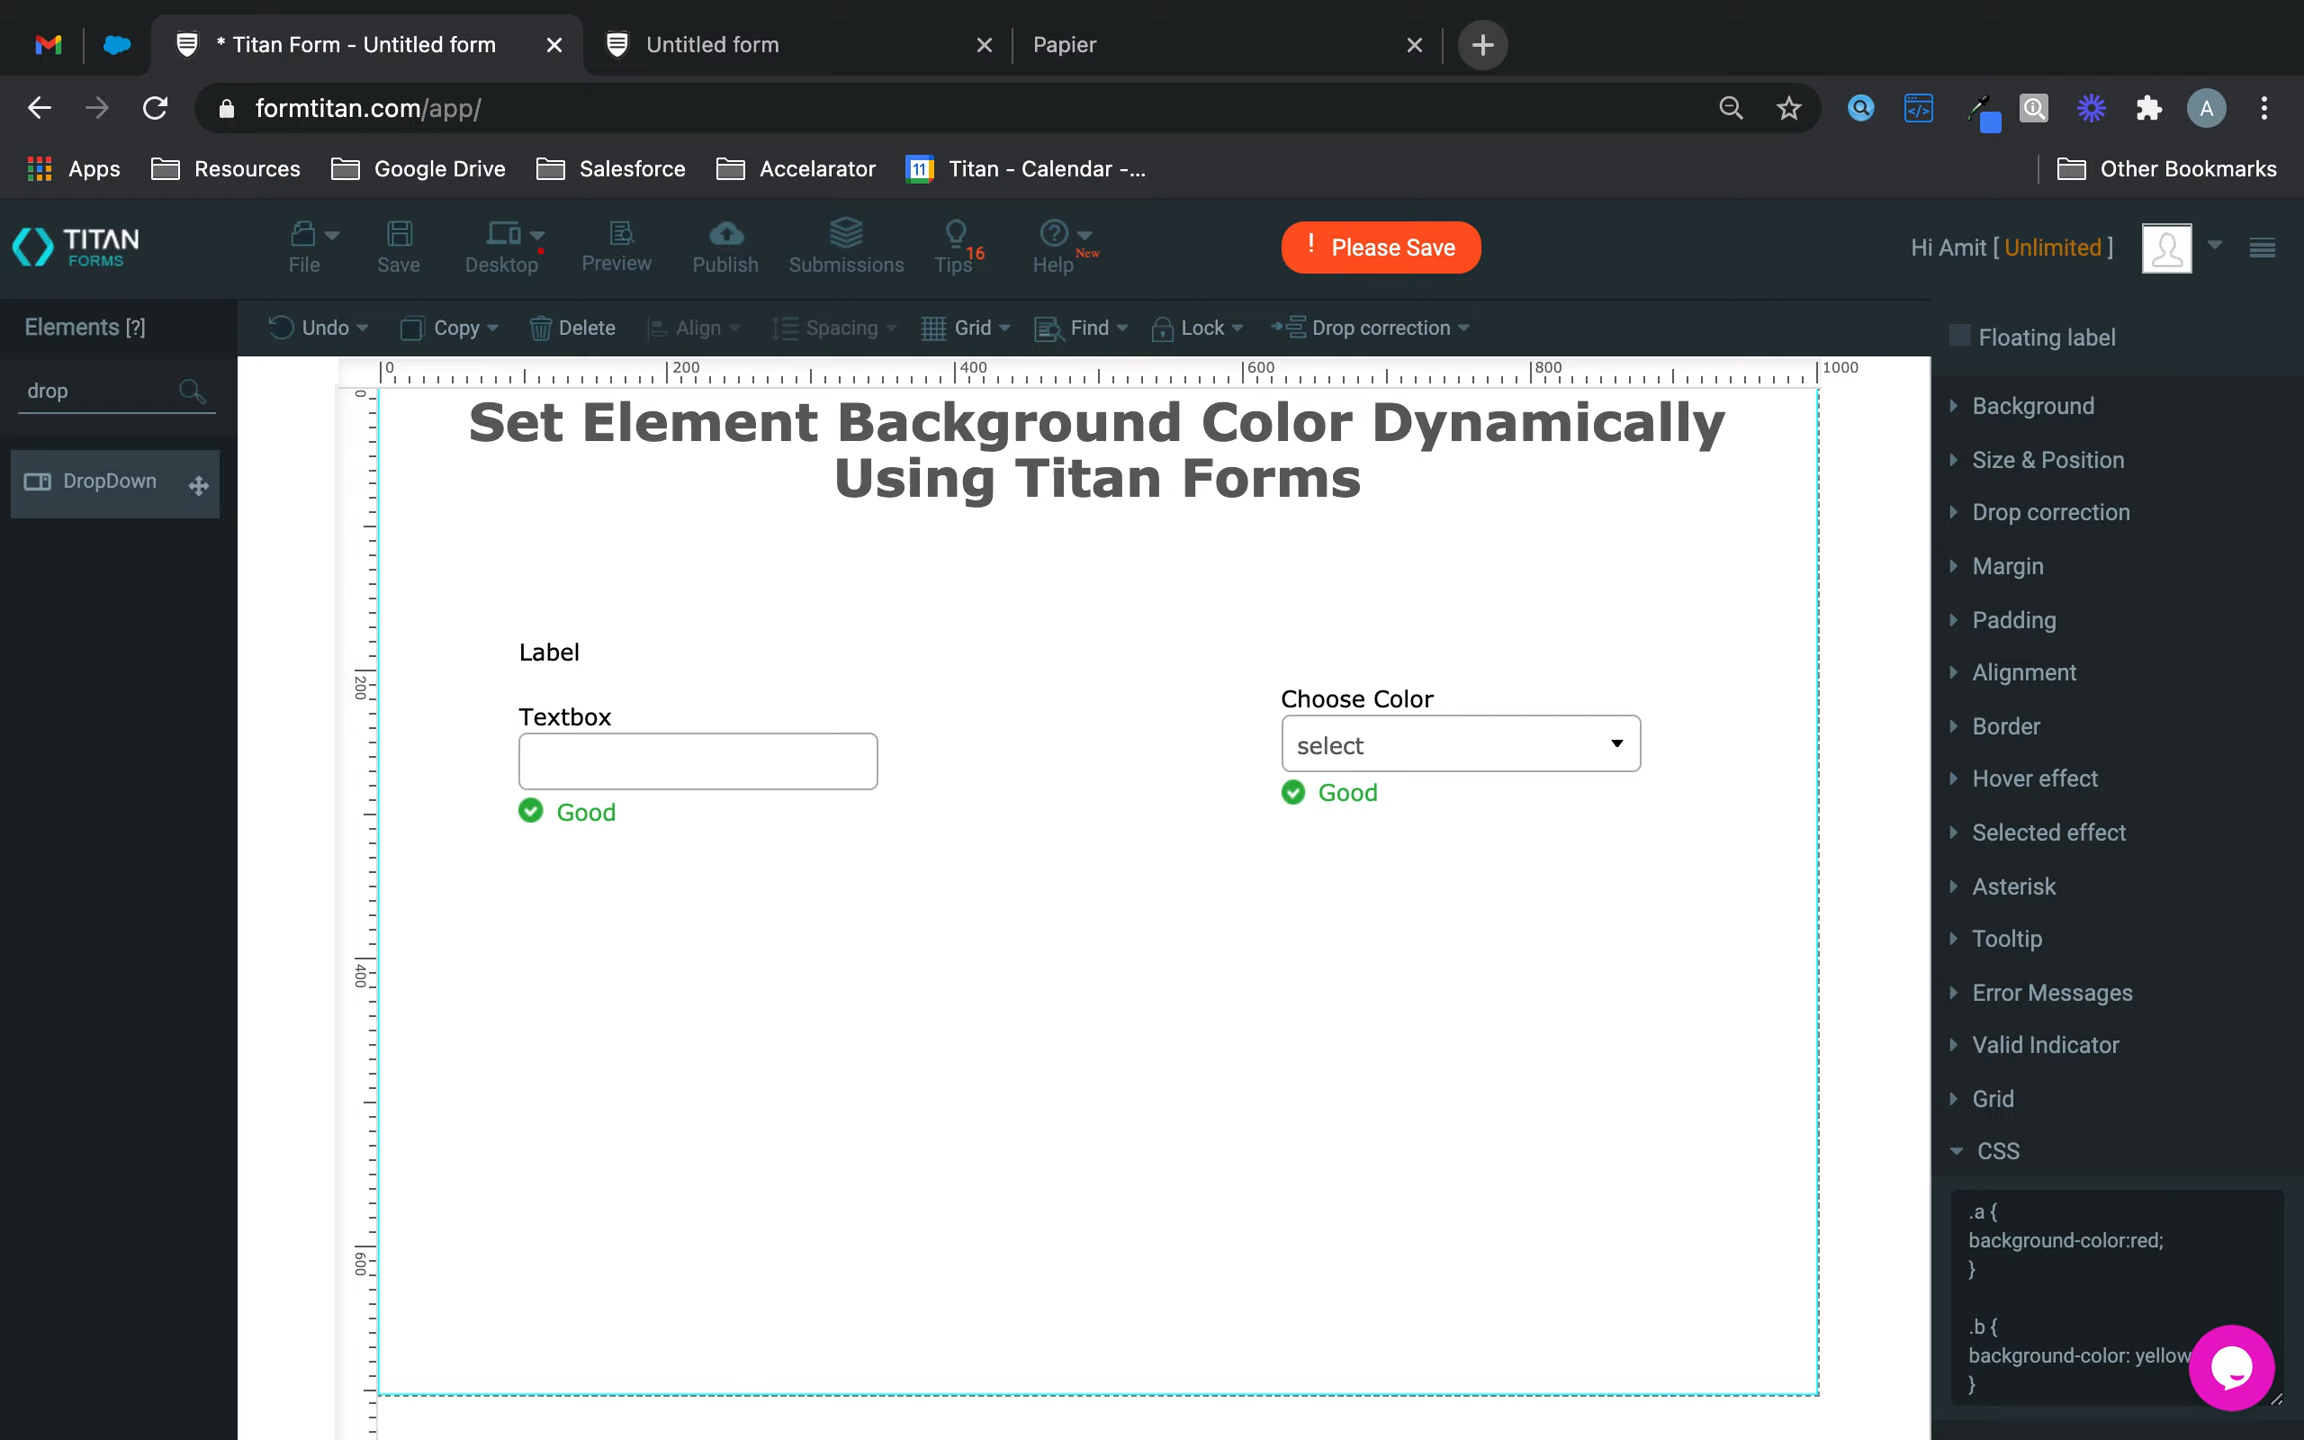 * Titan Form - Untitled form
Untitled form
Papier
formtitan.com/app/
A
Apps
Resources
Google Drive
Salesforce
Accelarator
11
Titan - Calendar -...
Other Bookmarks
TITAN
FORMS
File
Save
Desktop
Preview
Publish
Submissions
Tips
16
Help
New
! Please Save
Hi Amit [ Unlimited ]
Elements [?]
Undo
Copy
Delete
Align
Spacing
Grid
Find
Lock
Drop correction
drop
DropDown
0
200
400
600
800
1000
0
200
400
600
Set Element Background Color Dynamically
Using Titan Forms
Label
Textbox
Good
Choose Color
select
Good
Floating label
Background
Size & Position
Drop correction
Margin
Padding
Alignment
Border
Hover effect
Selected effect
Asterisk
Tooltip
Error Messages
Valid Indicator
Grid
CSS
.a {
background-color:red;
}
.b {
background-color: yellow
}